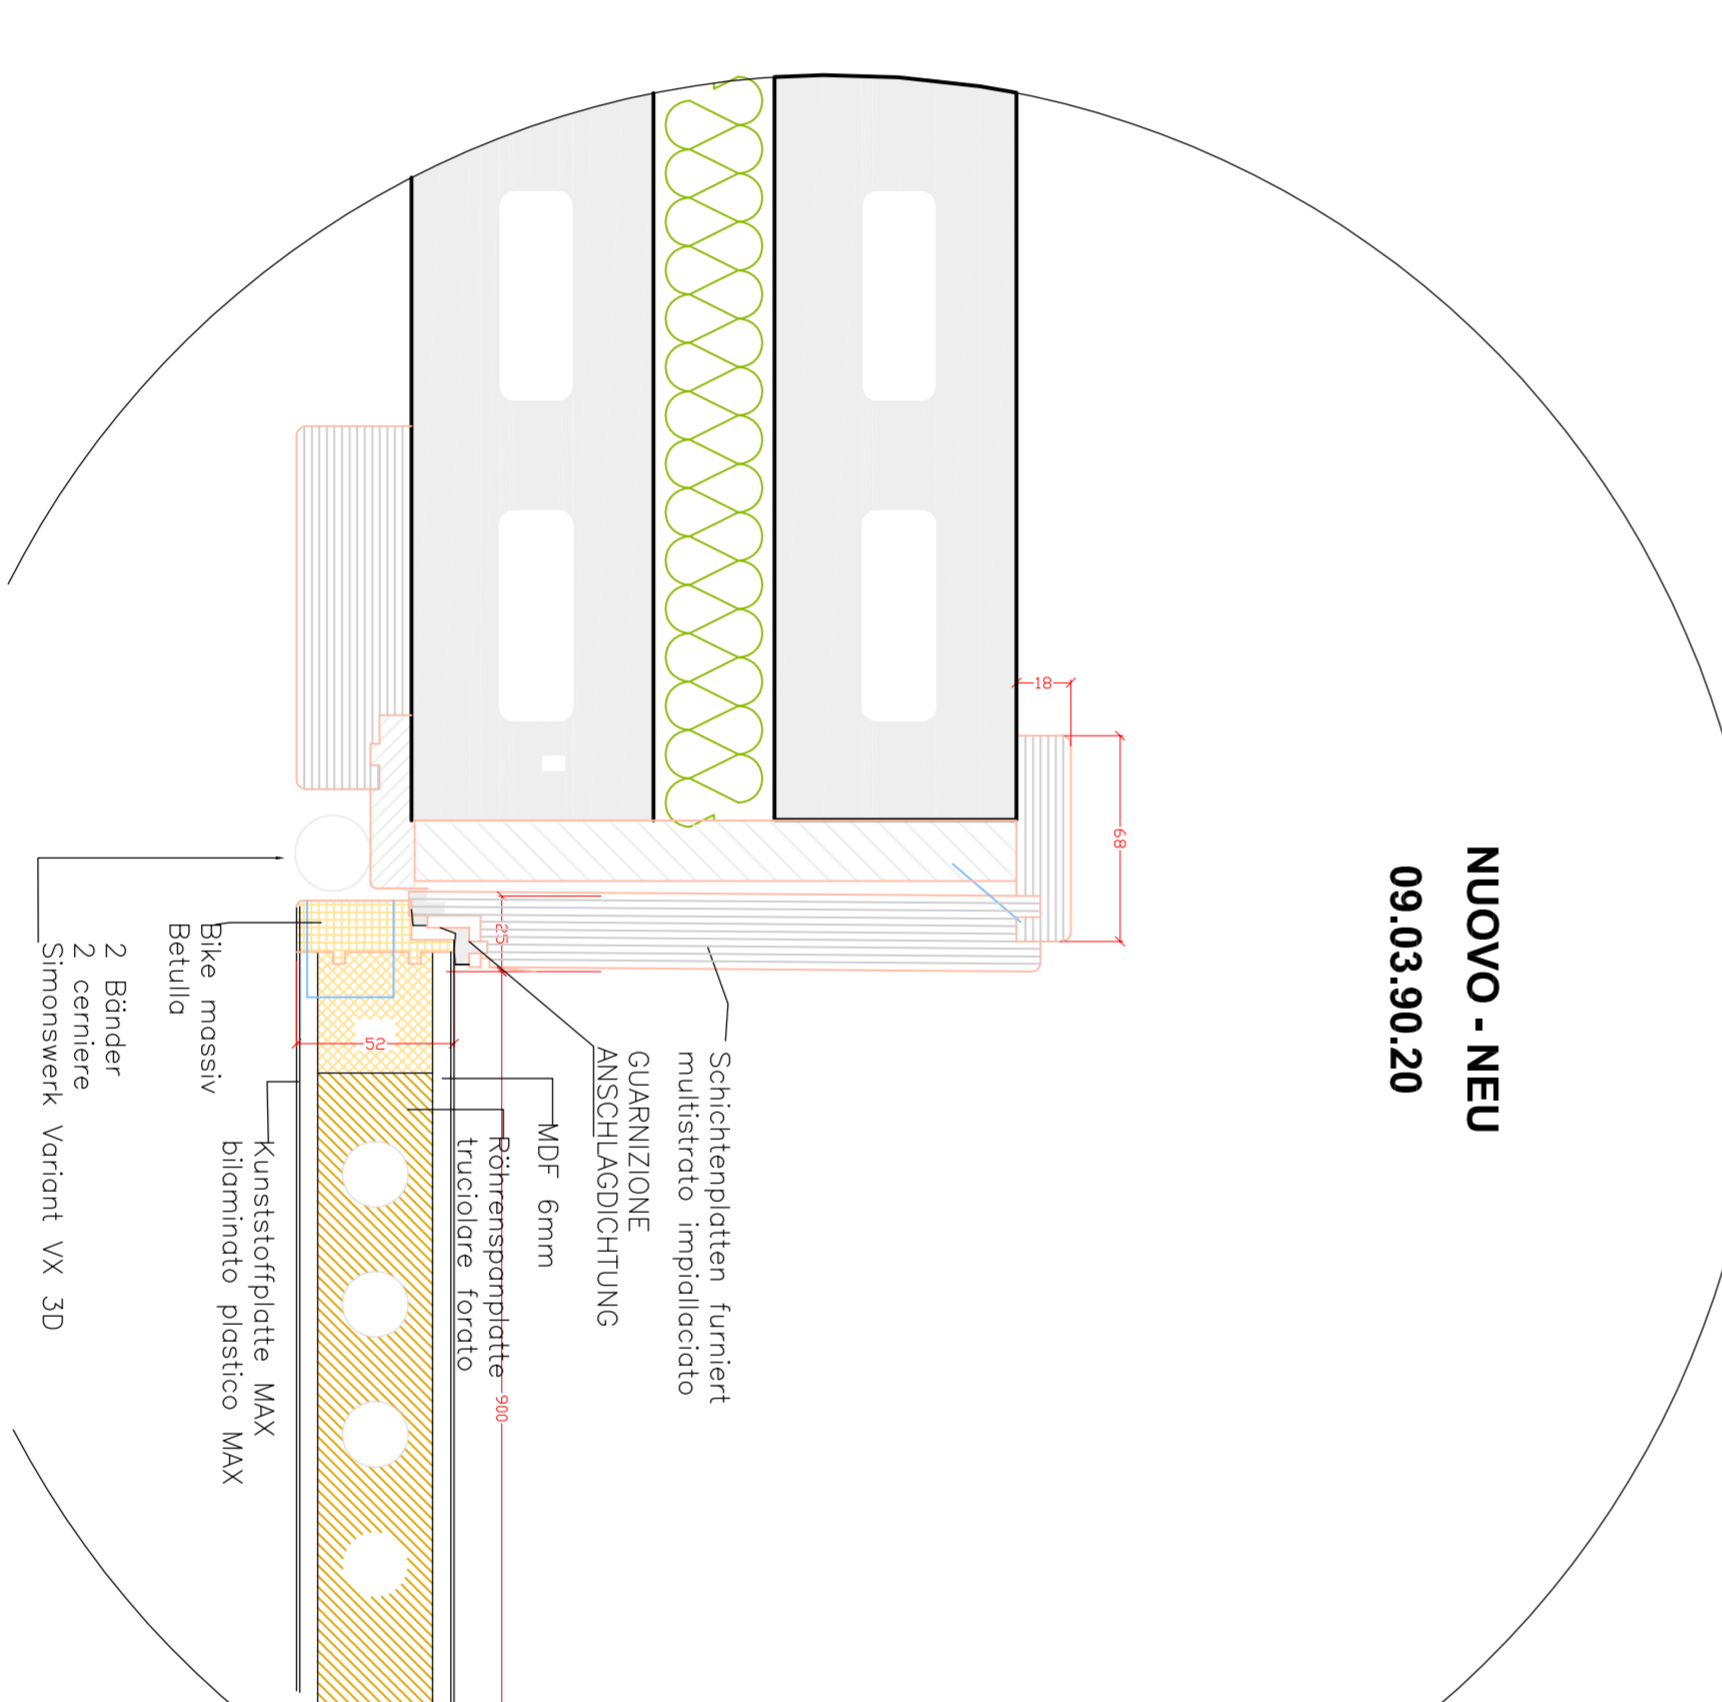 NUOVO - NEU
09.03.90.20
18
68
25
52
900
Schichtenplatten furniert
multistrato impiallaciato
GUARNIZIONE
ANSCHLAGDICHTUNG
MDF 6mm
Röhrenspanplatte
truciolare forato
Kunststoffplatte MAX
bilaminato plastico MAX
Bike massiv
Betulla
2 Bänder
2 cerniere
Simonswerk Variant VX 3D